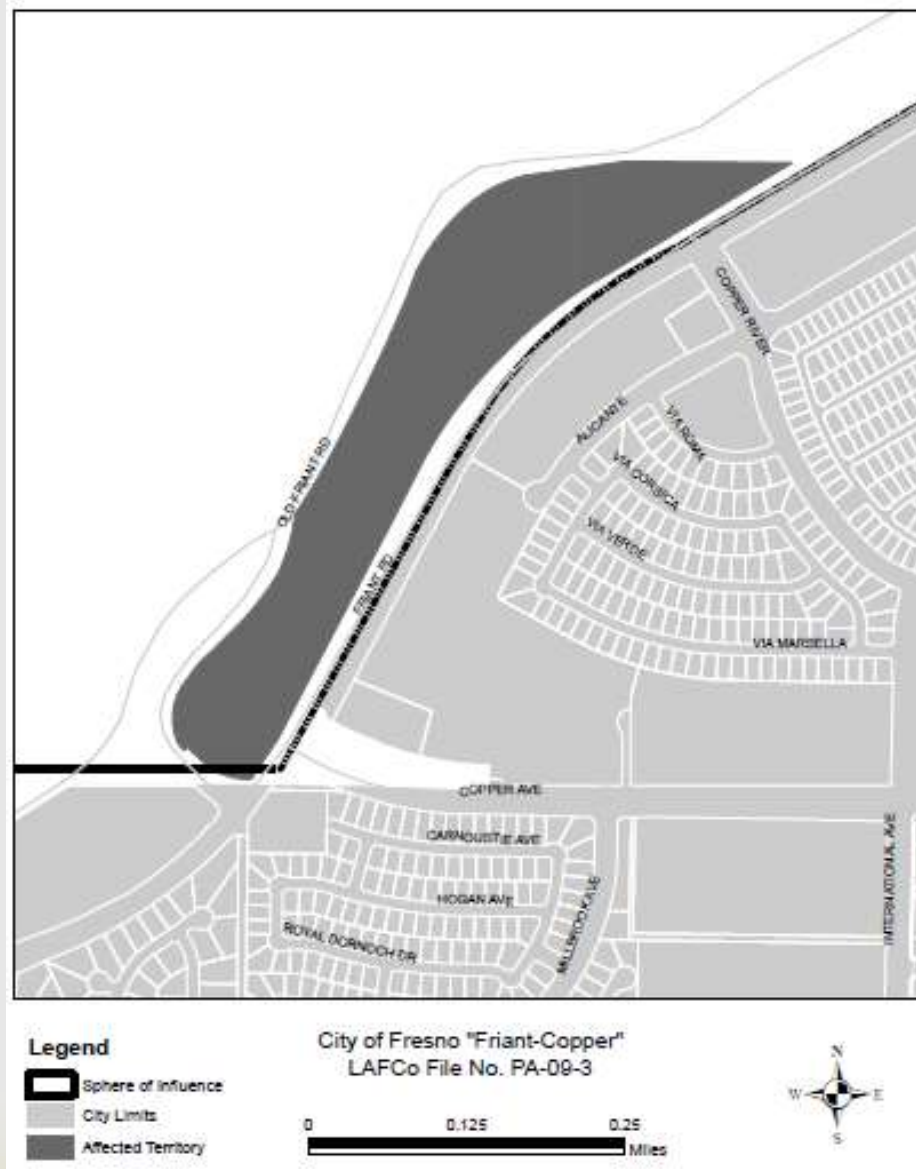 COPPER RIVER
ALICANTE
VIA ROMA
VIA CORSICA
OLD FRIANT RD
VIA VERDE
FRIANT RD
VIA MARSELLA
COPPER AVE
CARNOUSTIE AVE
INTERNATIONAL AVE
HOGAN AVE
MILLBROOK AVE
ROYAL DORNOCH DR
Legend
Sphere of Influence
City Limits
Affected Territory
City of Fresno "Friant-Copper"
LAFCo File No. PA-09-3
0 0.125 0.25
Miles
N
W E
S